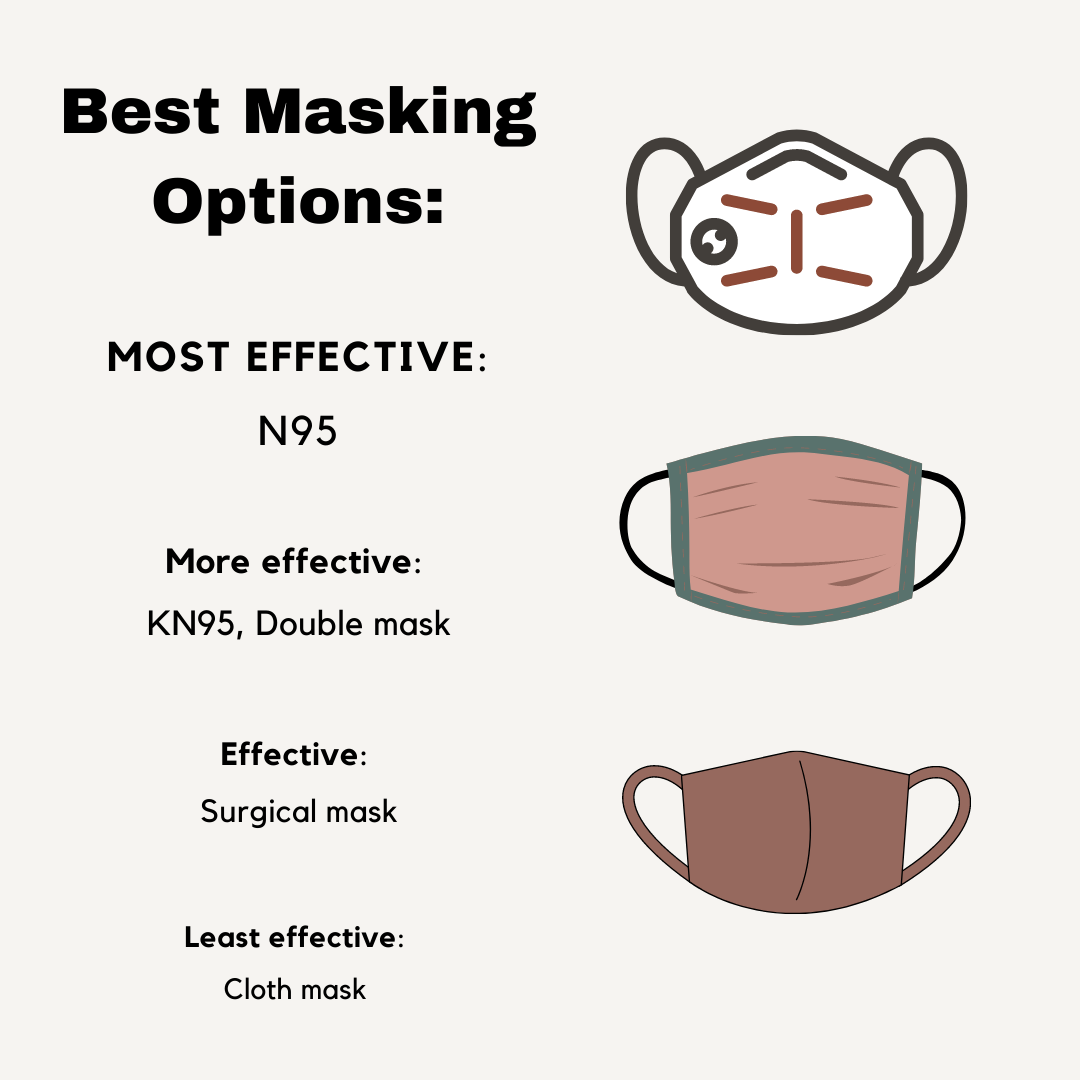 Best Masking
Options:
MOST EFFECTIVE:
N95
More effective:
KN95, Double mask
Effective:
Surgical mask
Least effective:
Cloth mask